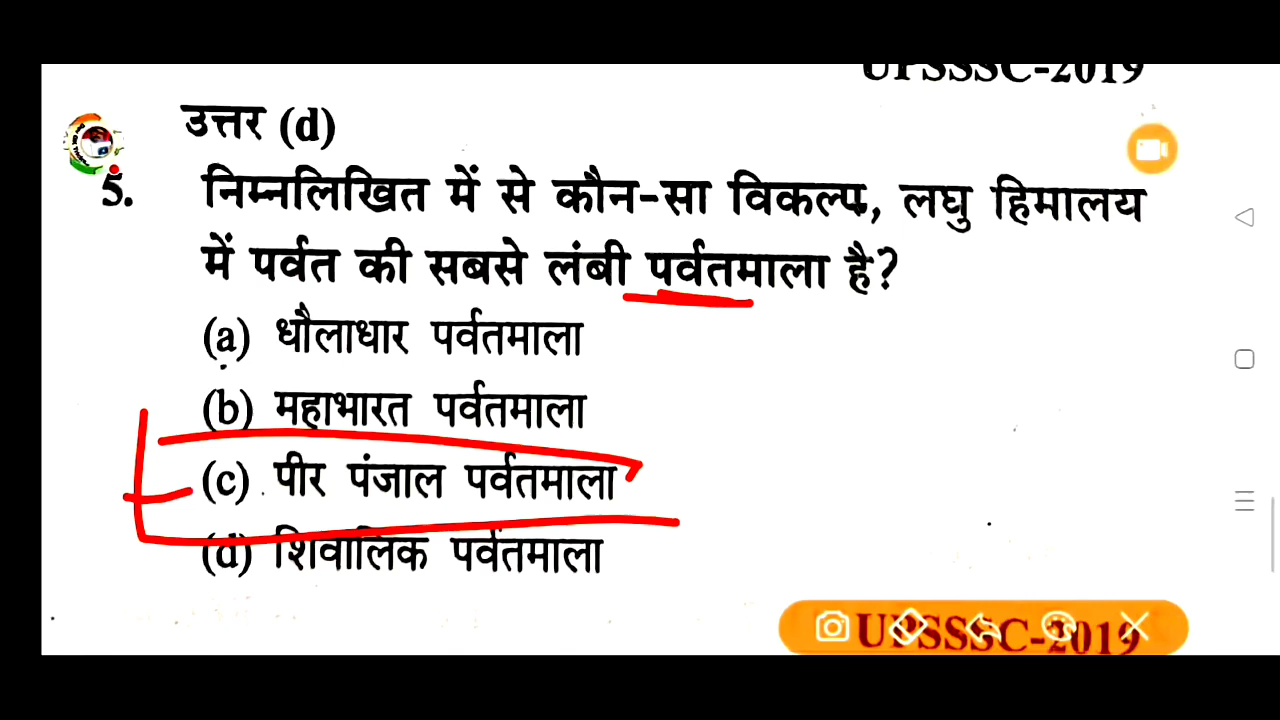 UPSSSC-2019
उत्तर (d)
5. निम्नलिखित में से कौन-सा विकल्प, लघु हिमालय
में पर्वत की सबसे लंबी पर्वतमाला है?
(a) धौलाधार पर्वतमाला
(b) महाभारत पर्वतमाला
(c) पीर पंजाल पर्वतमाला
(d) शिवालिक पर्वतमाला
UPSSSC-2019